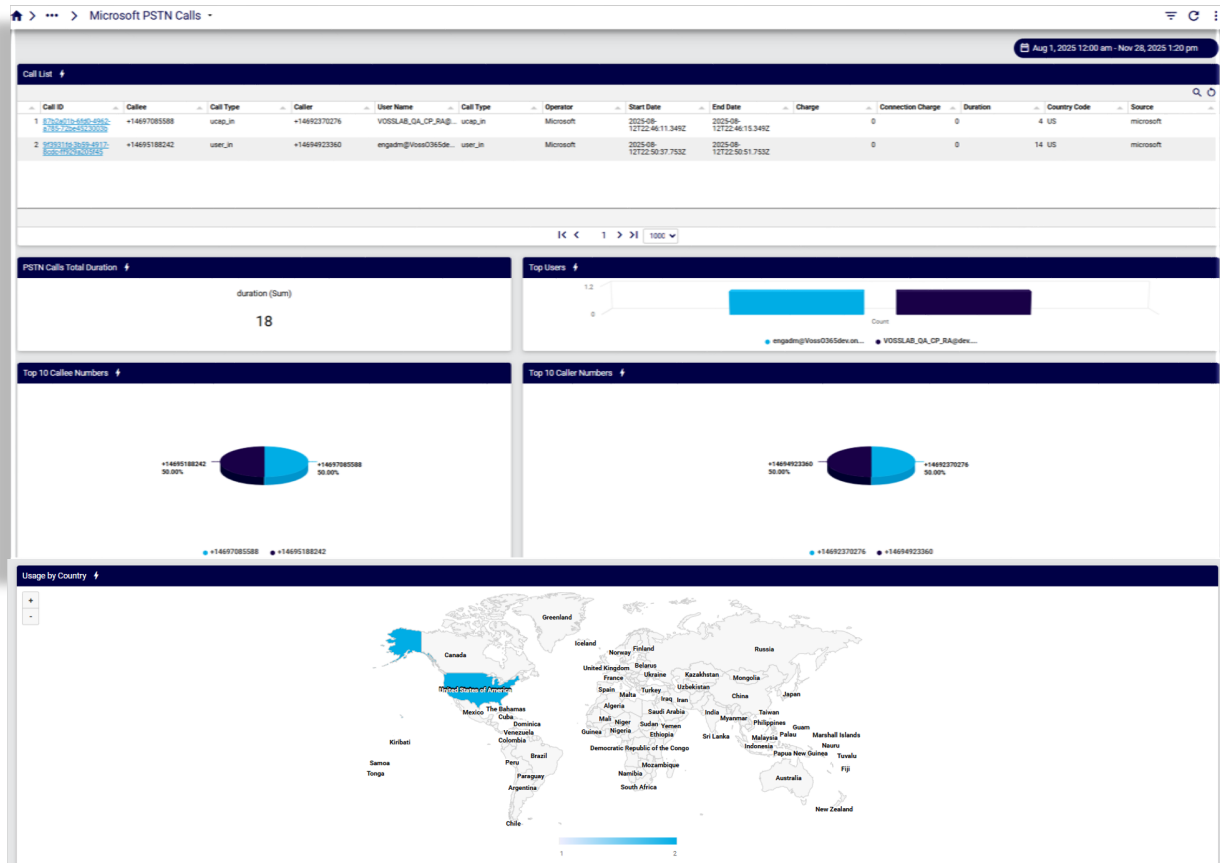 Microsoft PSTN Calls
Aug 1, 2025 12:00 am - Nov 28, 2025 1:20 pm
Call List
Call ID Callee Call Type Caller User Name Call Type Operator Start Date End Date Charge Connection Charge Duration Country Code Source
1 +14697085588 ucap_in +14692370276 VOSSLAB_QA_CP_RA@... ucap_in Microsoft 2025-08-12T22:46:11.349Z 2025-08-12T22:46:15.349Z 0 0 4 US microsoft
2 +14695188242 user_in +14694923360 engadm@VossO365de... user_in Microsoft 2025-08-12T22:50:37.753Z 2025-08-12T22:50:51.753Z 0 0 14 US microsoft
1 1000
PSTN Calls Total Duration
duration (Sum)
18
Top Users
1.2
0
Count
engadm@VossO365dev.on... VOSSLAB_QA_CP_RA@dev....
Top 10 Callee Numbers
+14695188242
50.00%
+14697085588
50.00%
+14697085588 +14695188242
Top 10 Caller Numbers
+14694923360
50.00%
+14692370276
50.00%
+14692370276 +14694923360
Usage by Country
+
-
Greenland
Iceland
Norway
Finland
Russia
Canada
United Kingdom
Belarus
France
Ukraine
Kazakhstan
Mongolia
United States of America
Spain
Malta
Turkey
Uzbekistan
China
Japan
Iraq
Iran
Algeria
Mexico
The Bahamas
Cuba
Saudi Arabia
India
Myanmar
Taiwan
Dominica
Mali
Niger
Sudan
Yemen
Philippines
Guam
Venezuela
Guinea
Nigeria
Ethiopia
Sri Lanka
Malaysia
Palau
Marshall Islands
Kiribati
Colombia
Democratic Republic of the Congo
Indonesia
Nauru
Brazil
Papua New Guinea
Tuvalu
Samoa
Peru
Mozambique
Fiji
Tonga
Paraguay
Namibia
Australia
Argentina
South Africa
New Zealand
Chile
1 2